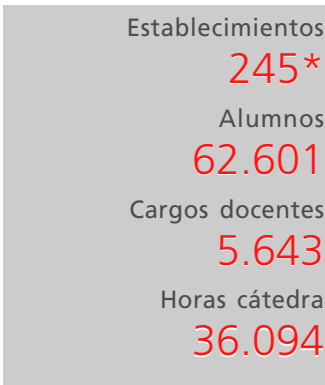 Establecimientos
245*
Alumnos
62.601
Cargos docentes
5.643
Horas cátedra
36.094